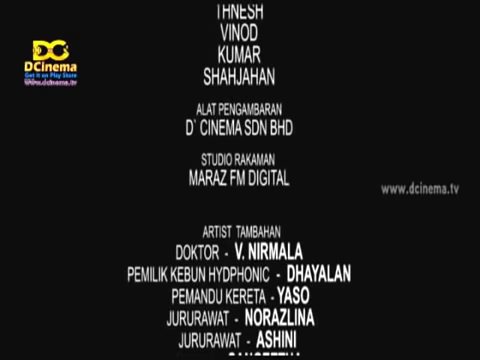 THNESH
DC
DCinema
Get it on Play Store
www.dcinema.tv
VINOD
KUMAR
SHAHJAHAN
ALAT PENGAMBARAN
D` CINEMA SDN BHD
STUDIO RAKAMAN
MARAZ FM DIGITAL
www.dcinema.tv
ARTIST TAMBAHAN
DOKTOR - V. NIRMALA
PEMILIK KEBUN HYDPHONIC - DHAYALAN
PEMANDU KERETA - YASO
JURURAWAT - NORAZLINA
JURURAWAT - ASHINI